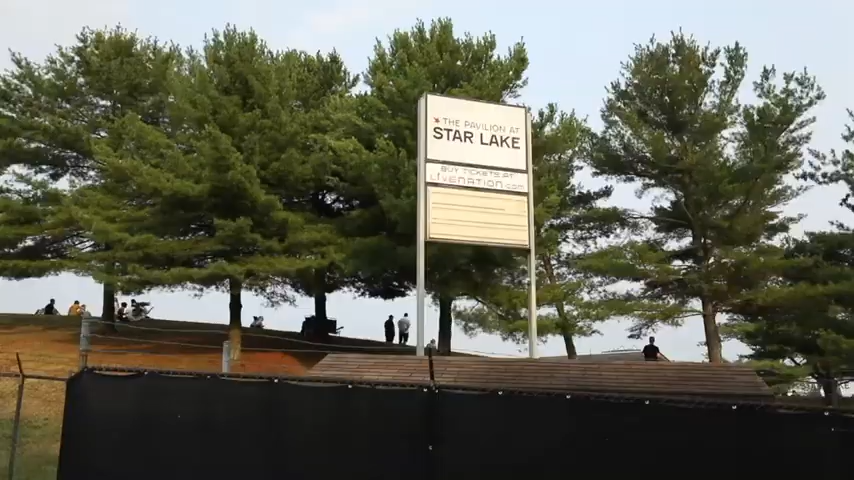 THE PAVILION AT
STAR LAKE
BUY TICKETS AT
LIVENATION.com